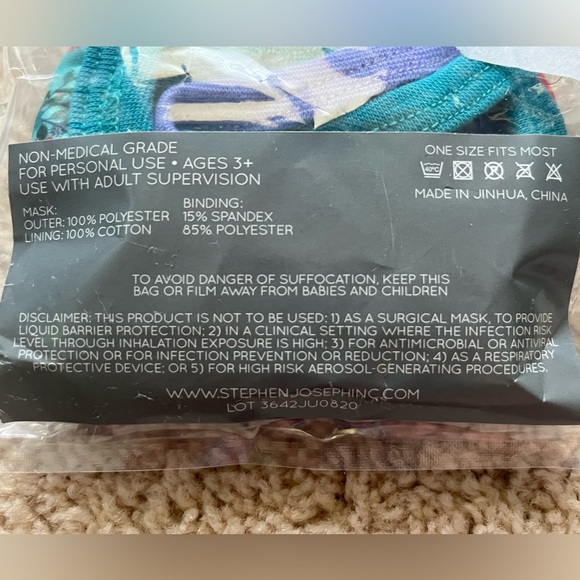 NON-MEDICAL GRADE
FOR PERSONAL USE • AGES 3+
USE WITH ADULT SUPERVISION
MASK:
OUTER: 100% POLYESTER
LINING: 100% COTTON
BINDING:
15% SPANDEX
85% POLYESTER
ONE SIZE FITS MOST
40°C
MADE IN JINHUA, CHINA
TO AVOID DANGER OF SUFFOCATION, KEEP THIS
BAG OR FILM AWAY FROM BABIES AND CHILDREN
DISCLAIMER: THIS PRODUCT IS NOT TO BE USED: 1) AS A SURGICAL MASK, TO PROVIDE
LIQUID BARRIER PROTECTION; 2) IN A CLINICAL SETTING WHERE THE INFECTION RISK
LEVEL THROUGH INHALATION EXPOSURE IS HIGH; 3) FOR ANTIMICROBIAL OR ANTIVIRAL
PROTECTION OR FOR INFECTION PREVENTION OR REDUCTION; 4) AS A RESPIRATORY
PROTECTIVE DEVICE; OR 5) FOR HIGH RISK AEROSOL-GENERATING PROCEDURES.
WWW.STEPHENJOSEPHINC.COM
LOT 3642JU0820